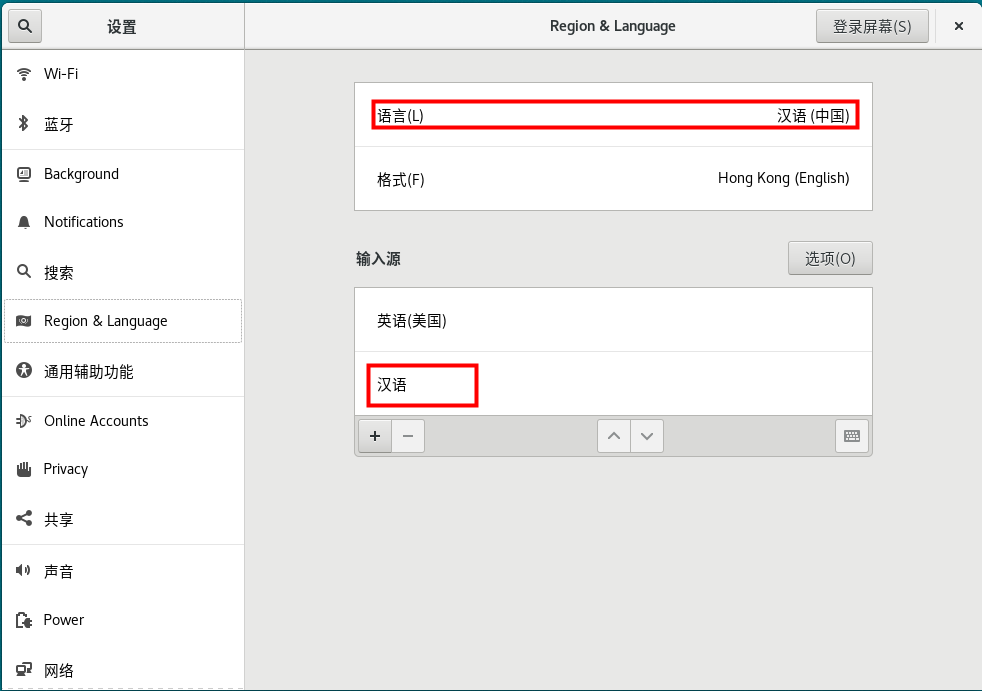 设置
Region & Language
登录屏幕(S)
Wi-Fi
蓝牙
Background
Notifications
搜索
Region & Language
通用辅助功能
Online Accounts
Privacy
共享
声音
Power
网络
语言(L)
汉语 (中国)
格式(F)
Hong Kong (English)
输入源
选项(O)
英语(美国)
汉语